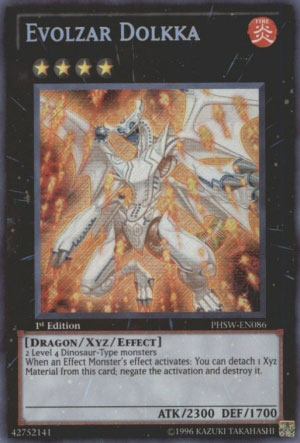 EVOLZAR DOLKKA
FIRE
炎
1st Edition
PHSW-EN086
[DRAGON/XYZ/EFFECT]
2 Level 4 Dinosaur-Type monsters
When an Effect Monster's effect activates: You can detach 1 Xyz
Material from this card; negate the activation and destroy it.
ATK/2300 DEF/1700
42752141
©1996 KAZUKI TAKAHASHI